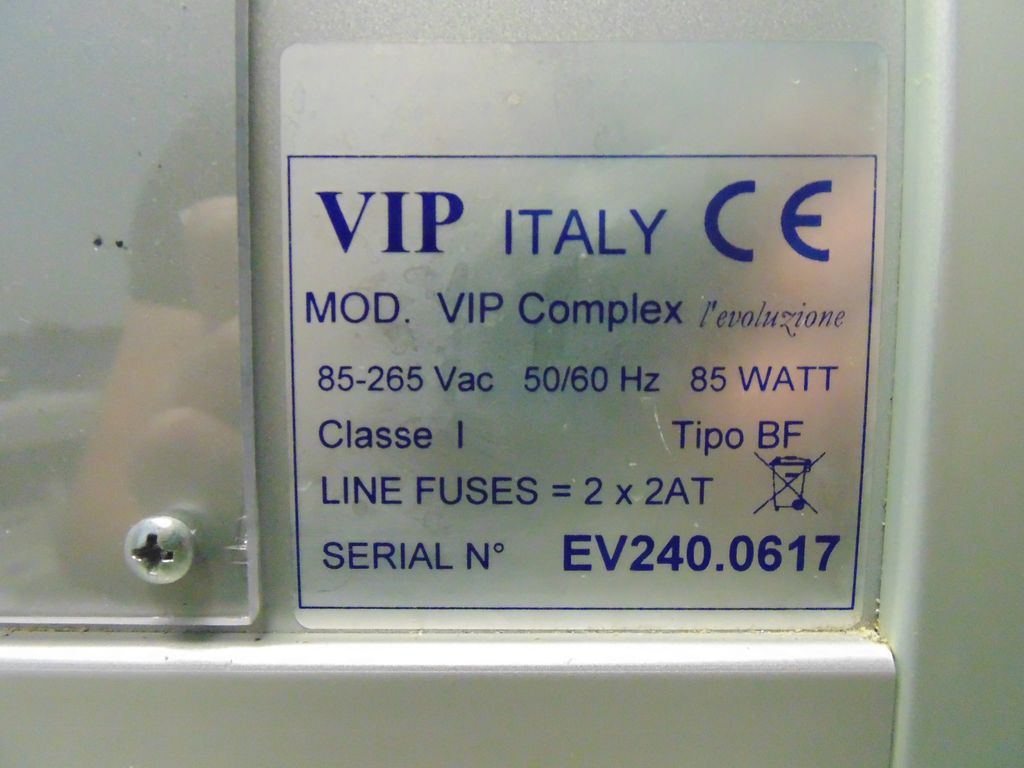 VIP ITALY CE
MOD. VIP Complex l'evoluzione
85-265 Vac 50/60 Hz 85 WATT
Classe I Tipo BF
LINE FUSES = 2 x 2AT
SERIAL N° EV240.0617